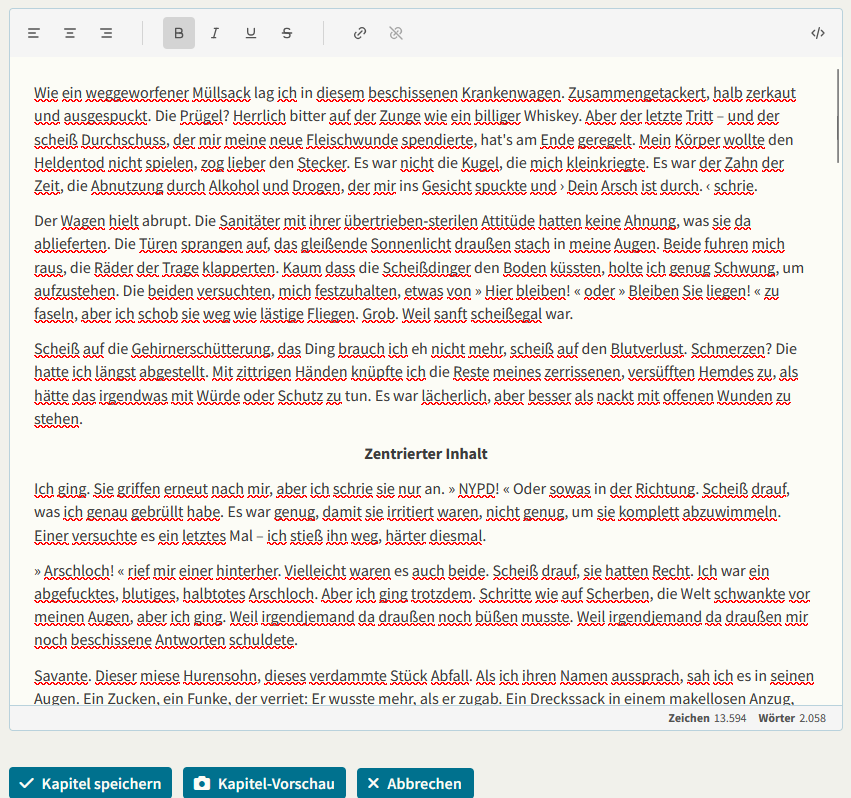 B I U S </>
Wie ein weggeworfener Müllsack lag ich in diesem beschissenen Krankenwagen. Zusammengetackert, halb zerkaut
und ausgespuckt. Die Prügel? Herrlich bitter auf der Zunge wie ein billiger Whiskey. Aber der letzte Tritt – und der
scheiß Durchschuss, der mir meine neue Fleischwunde spendierte, hat's am Ende geregelt. Mein Körper wollte den
Heldentod nicht spielen, zog lieber den Stecker. Es war nicht die Kugel, die mich kleinkriegte. Es war der Zahn der
Zeit, die Abnutzung durch Alkohol und Drogen, der mir ins Gesicht spuckte und › Dein Arsch ist durch. ‹ schrie.
Der Wagen hielt abrupt. Die Sanitäter mit ihrer übertrieben-sterilen Attitüde hatten keine Ahnung, was sie da
ablieferten. Die Türen sprangen auf, das gleißende Sonnenlicht draußen stach in meine Augen. Beide fuhren mich
raus, die Räder der Trage klapperten. Kaum dass die Scheißdinger den Boden küssten, holte ich genug Schwung, um
aufzustehen. Die beiden versuchten, mich festzuhalten, etwas von » Hier bleiben! « oder » Bleiben Sie liegen! « zu
faseln, aber ich schob sie weg wie lästige Fliegen. Grob. Weil sanft scheißegal war.
Scheiß auf die Gehirnerschütterung, das Ding brauch ich eh nicht mehr, scheiß auf den Blutverlust. Schmerzen? Die
hatte ich längst abgestellt. Mit zittrigen Händen knüpfte ich die Reste meines zerrissenen, versüfften Hemdes zu, als
hätte das irgendwas mit Würde oder Schutz zu tun. Es war lächerlich, aber besser als nackt mit offenen Wunden zu
stehen.
Zentrierter Inhalt
Ich ging. Sie griffen erneut nach mir, aber ich schrie sie nur an. » NYPD! « Oder sowas in der Richtung. Scheiß drauf,
was ich genau gebrüllt habe. Es war genug, damit sie irritiert waren, nicht genug, um sie komplett abzuwimmeln.
Einer versuchte es ein letztes Mal – ich stieß ihn weg, härter diesmal.
» Arschloch! « rief mir einer hinterher. Vielleicht waren es auch beide. Scheiß drauf, sie hatten Recht. Ich war ein
abgefucktes, blutiges, halbtotes Arschloch. Aber ich ging trotzdem. Schritte wie auf Scherben, die Welt schwankte vor
meinen Augen, aber ich ging. Weil irgendjemand da draußen noch büßen musste. Weil irgendjemand da draußen mir
noch beschissene Antworten schuldete.
Savante. Dieser miese Hurensohn, dieses verdammte Stück Abfall. Als ich ihren Namen aussprach, sah ich es in seinen
Augen. Ein Zucken, ein Funke, der verriet: Er wusste mehr, als er zugab. Ein Drecksack in einem makellosen Anzug,
Zeichen 13.594 Wörter 2.058
Kapitel speichern Kapitel-Vorschau Abbrechen